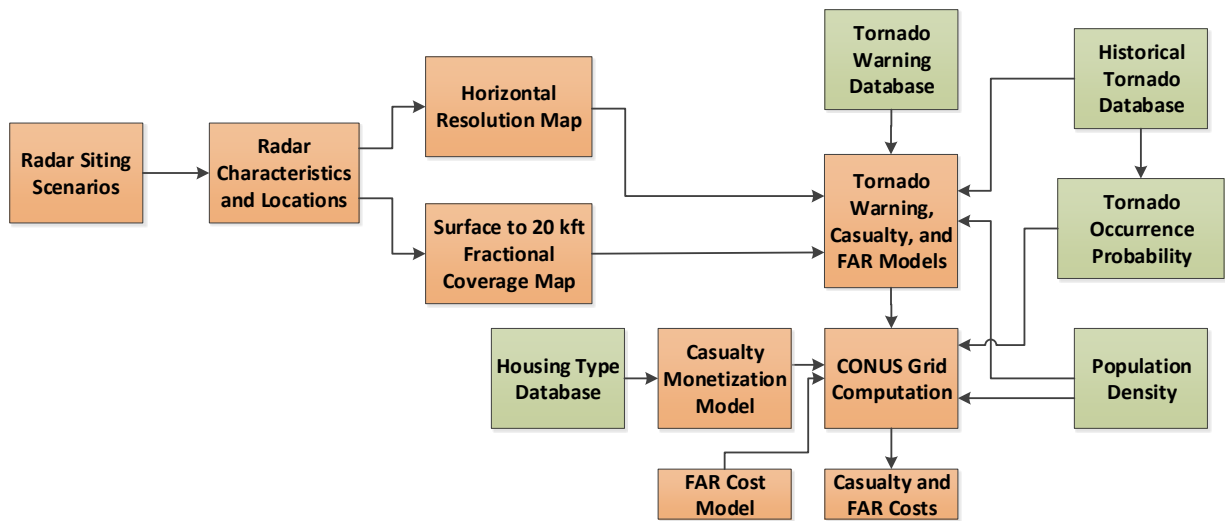 Radar Siting
Scenarios
Radar
Characteristics
and Locations
Horizontal
Resolution Map
Surface to 20 kft
Fractional
Coverage Map
Tornado
Warning
Database
Historical
Tornado
Database
Tornado
Warning,
Casualty, and
FAR Models
Tornado
Occurrence
Probability
Housing Type
Database
Casualty
Monetization
Model
CONUS Grid
Computation
Population
Density
FAR Cost
Model
Casualty and
FAR Costs